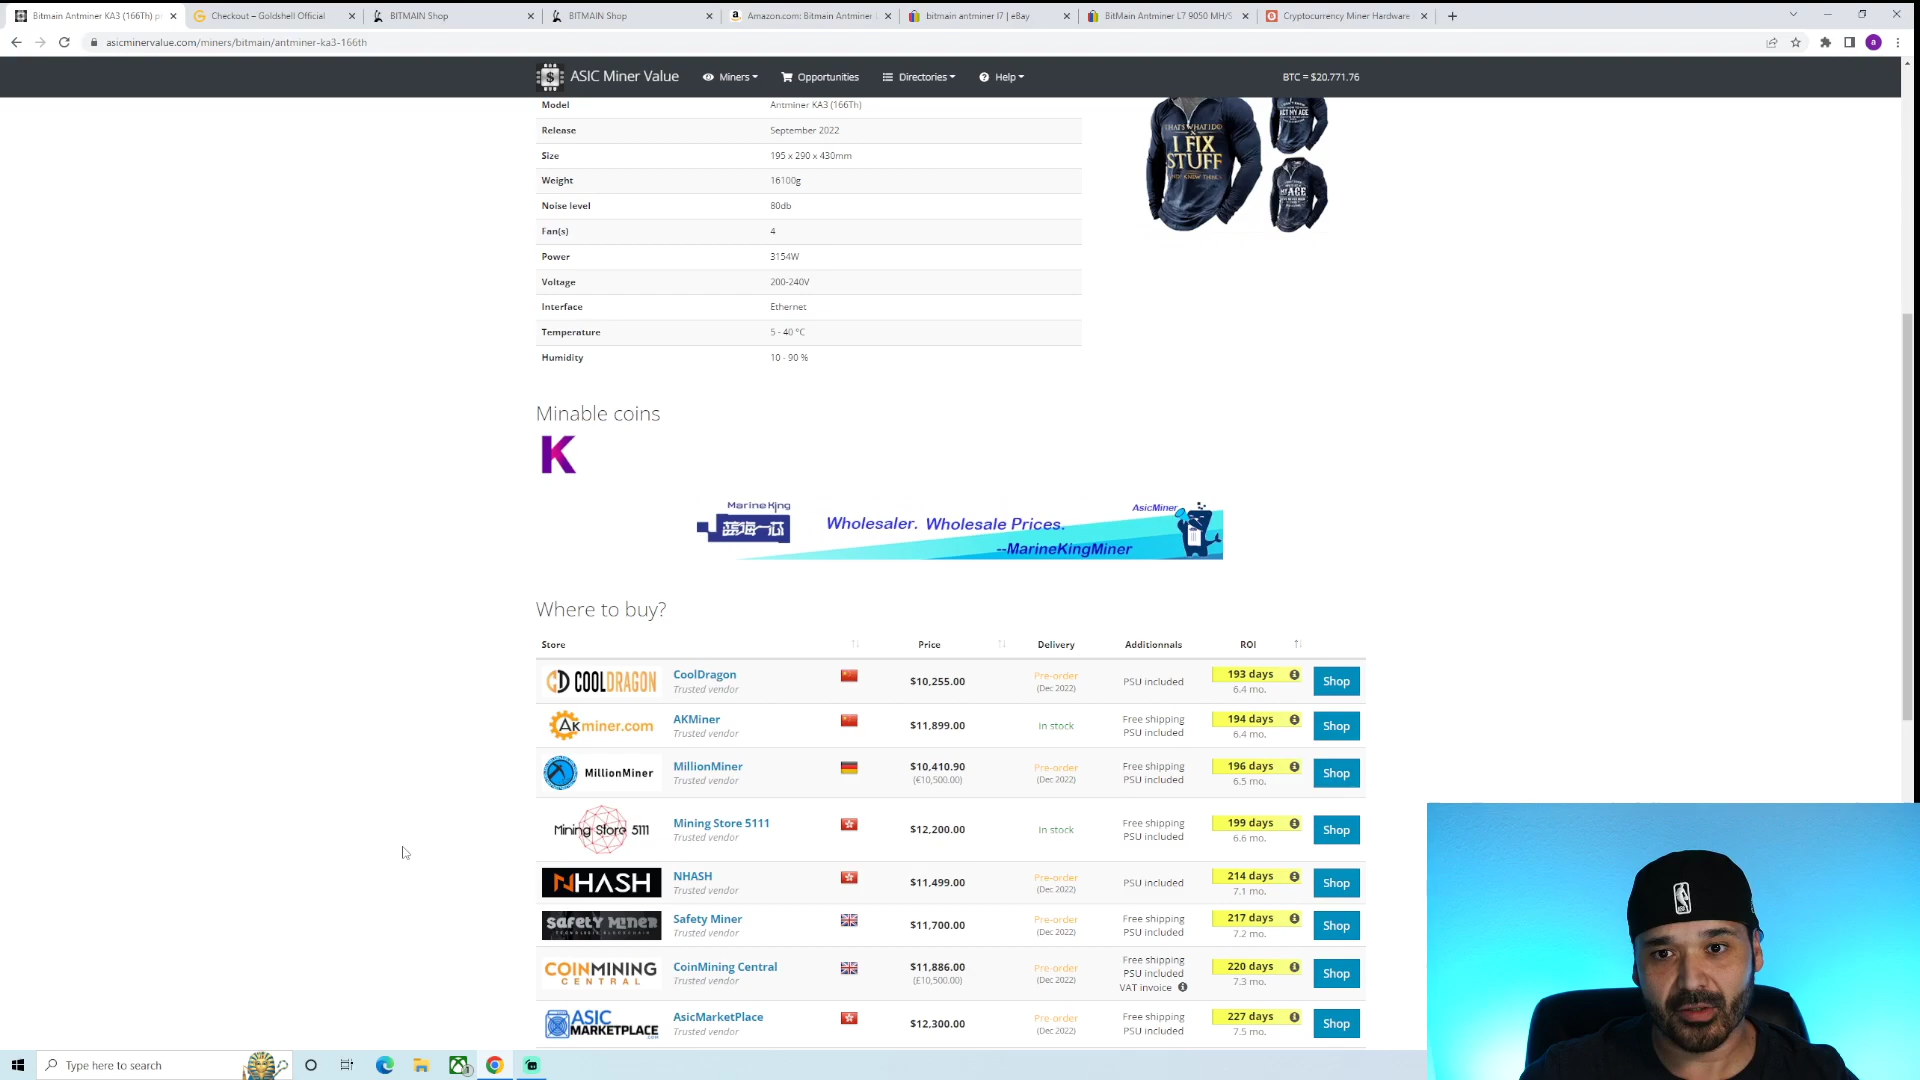 Bitmain Antminer KA3 (166Th) pr
Checkout – Goldshell Official
BITMAIN Shop
BITMAIN Shop
Amazon.com: Bitmain Antminer
bitmain antminer l7 | eBay
BitMain Antminer L7 9050 MH/S
Cryptocurrency Miner Hardware
asicminervalue.com/miners/bitmain/antminer-ka3-166th
a
ASIC Miner Value
Miners
Opportunities
Directories
Help
BTC = $20.771.76
Model Antminer KA3 (166Th)
Release September 2022
Size 195 x 290 x 430mm
Weight 16100g
Noise level 80db
Fan(s) 4
Power 3154W
Voltage 200-240V
Interface Ethernet
Temperature 5 - 40 °C
Humidity 10 - 90 %
THAT'S WHAT I DO
I FIX
STUFF
Minable coins
K
MarineKing
蓝海一芯
Wholesaler. Wholesale Prices.
--MarineKingMiner
AsicMiner
Where to buy?
Store Price Delivery Additionnals ROI
COOLDRAGON CoolDragon Trusted vendor $10,255.00 Pre-order (Dec 2022) PSU included 193 days 6.4 mo. Shop
AKminer.com AKMiner Trusted vendor $11,899.00 In stock Free shipping PSU included 194 days 6.4 mo. Shop
MillionMiner MillionMiner Trusted vendor $10,410.90 (€10,500.00) Pre-order (Dec 2022) Free shipping PSU included 196 days 6.5 mo. Shop
Mining Store 5111 Mining Store 5111 Trusted vendor $12,200.00 In stock Free shipping PSU included 199 days 6.6 mo. Shop
NHASH NHASH Trusted vendor $11,499.00 Pre-order (Dec 2022) PSU included 214 days 7.1 mo. Shop
SAFETY MINER Safety Miner Trusted vendor $11,700.00 Pre-order (Dec 2022) Free shipping PSU included 217 days 7.2 mo. Shop
COINMINING CENTRAL CoinMining Central Trusted vendor $11,886.00 (£10,500.00) Pre-order (Dec 2022) Free shipping PSU included VAT invoice 220 days 7.3 mo. Shop
ASIC MARKETPLACE .com AsicMarketPlace Trusted vendor $12,300.00 Pre-order (Dec 2022) Free shipping PSU included 227 days 7.5 mo. Shop
Type here to search